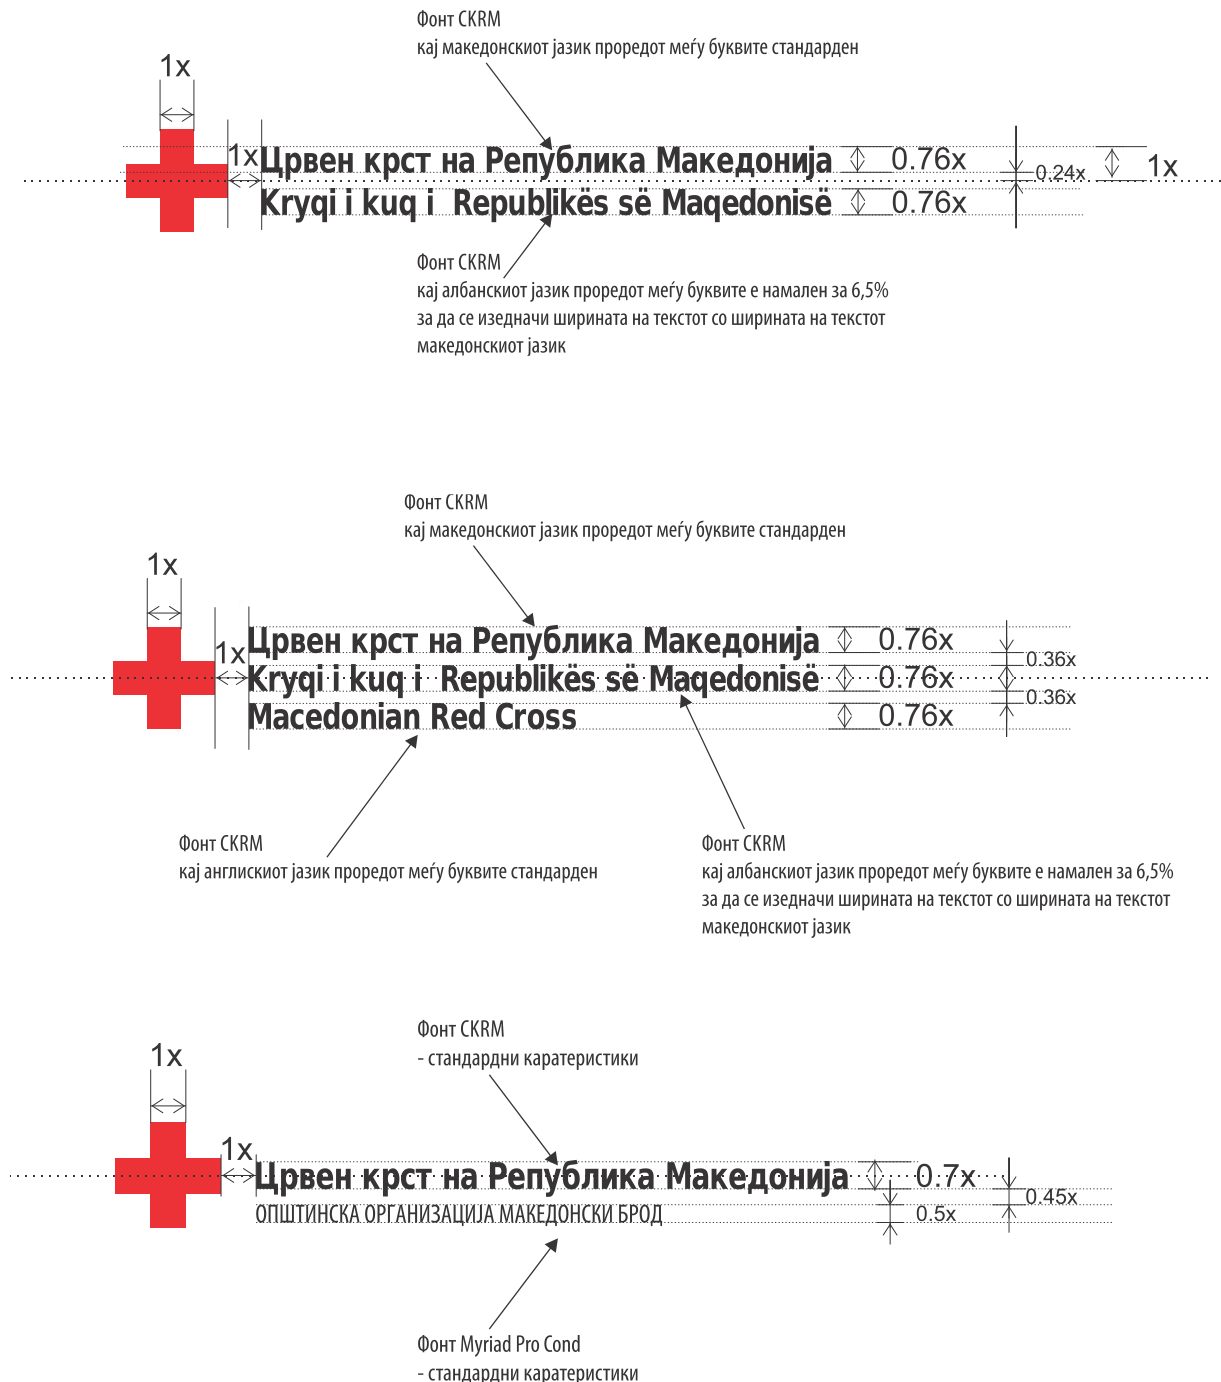 Фонт CKRM
кај македонскиот јазик проредот меѓу буквите стандарден
1x
1x
Црвен крст на Република Македонија
0.76x
0.24x
1x
Kryqi i kuq i Republikës së Maqedonisë
0.76x
Фонт CKRM
кај албанскиот јазик проредот меѓу буквите е намален за 6,5%
за да се изедначи ширината на текстот со ширината на текстот
македонскиот јазик
Фонт CKRM
кај македонскиот јазик проредот меѓу буквите стандарден
1x
1x
Црвен крст на Република Македонија
0.76x
0.36x
Kryqi i kuq i Republikës së Maqedonisë
0.76x
0.36x
Macedonian Red Cross
0.76x
Фонт CKRM
кај англискиот јазик проредот меѓу буквите стандарден
Фонт CKRM
кај албанскиот јазик проредот меѓу буквите е намален за 6,5%
за да се изедначи ширината на текстот со ширината на текстот
македонскиот јазик
Фонт CKRM
- стандардни каратеристики
1x
1x
Црвен крст на Република Македонија
0.7x
0.45x
ОПШТИНСКА ОРГАНИЗАЦИЈА МАКЕДОНСКИ БРОД
0.5x
Фонт Myriad Pro Cond
- стандардни каратеристики